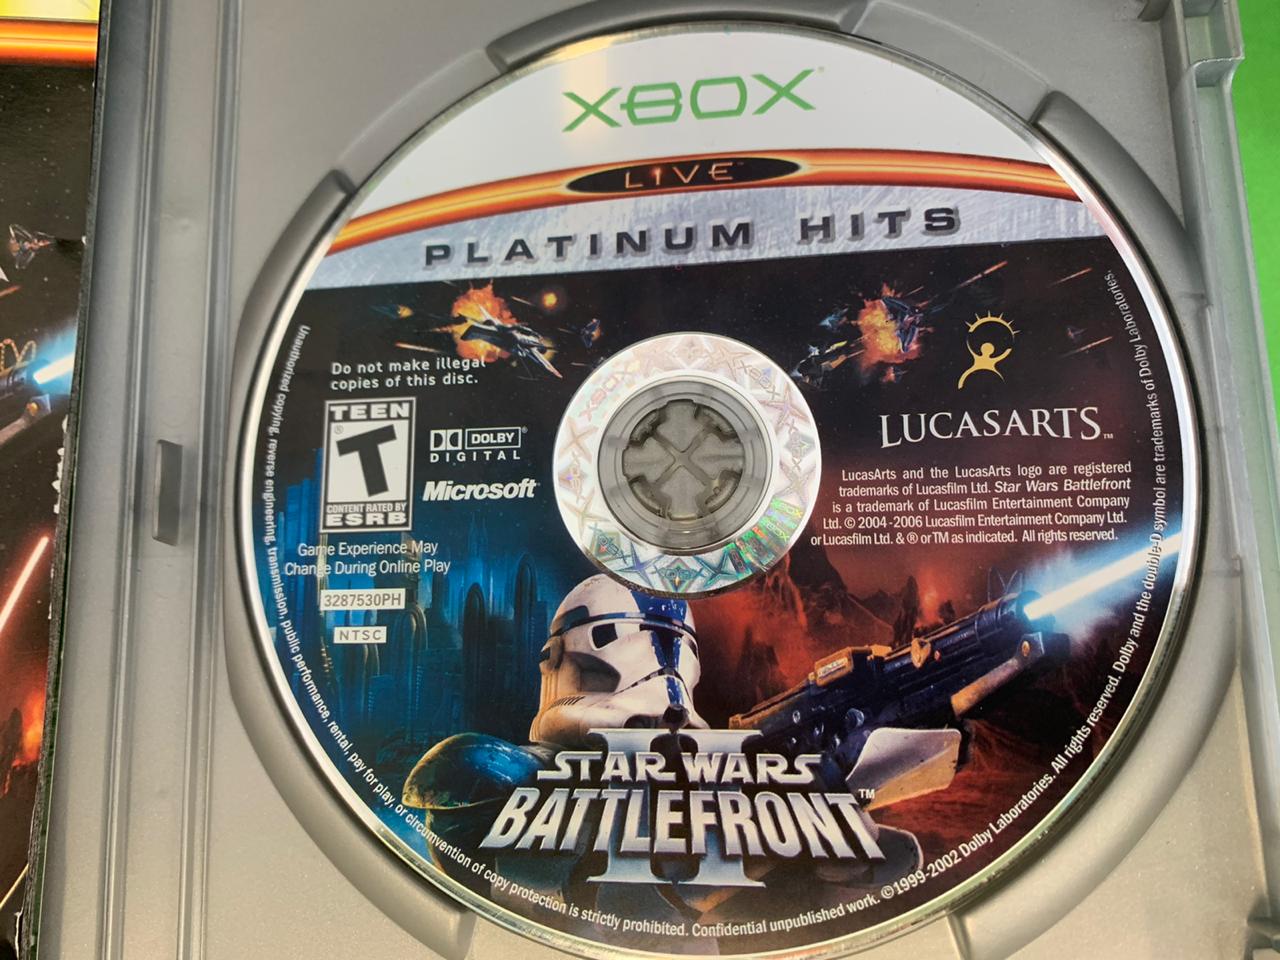 XBOX
LIVE™
PLATINUM HITS
Do not make illegal
copies of this disc.
TEEN
T
CONTENT RATED BY
ESRB
DOLBY
DIGITAL
Microsoft®
Game Experience May
Change During Online Play
3287530PH
NTSC
LUCASARTS™
LucasArts and the LucasArts logo are registered
trademarks of Lucasfilm Ltd. Star Wars Battlefront
is a trademark of Lucasfilm Entertainment Company
Ltd. © 2004-2006 Lucasfilm Entertainment Company Ltd.
or Lucasfilm Ltd. & ® or TM as indicated. All rights reserved.
STAR WARS
BATTLEFRONT™
II
Unauthorized copying, reverse engineering, transmission, public performance, rental, pay for play, or circumvention of copy protection is strictly prohibited. Confidential unpublished work. ©1999-2002 Dolby Laboratories. All rights reserved. Dolby and the double-D symbol are trademarks of Dolby Laboratories.